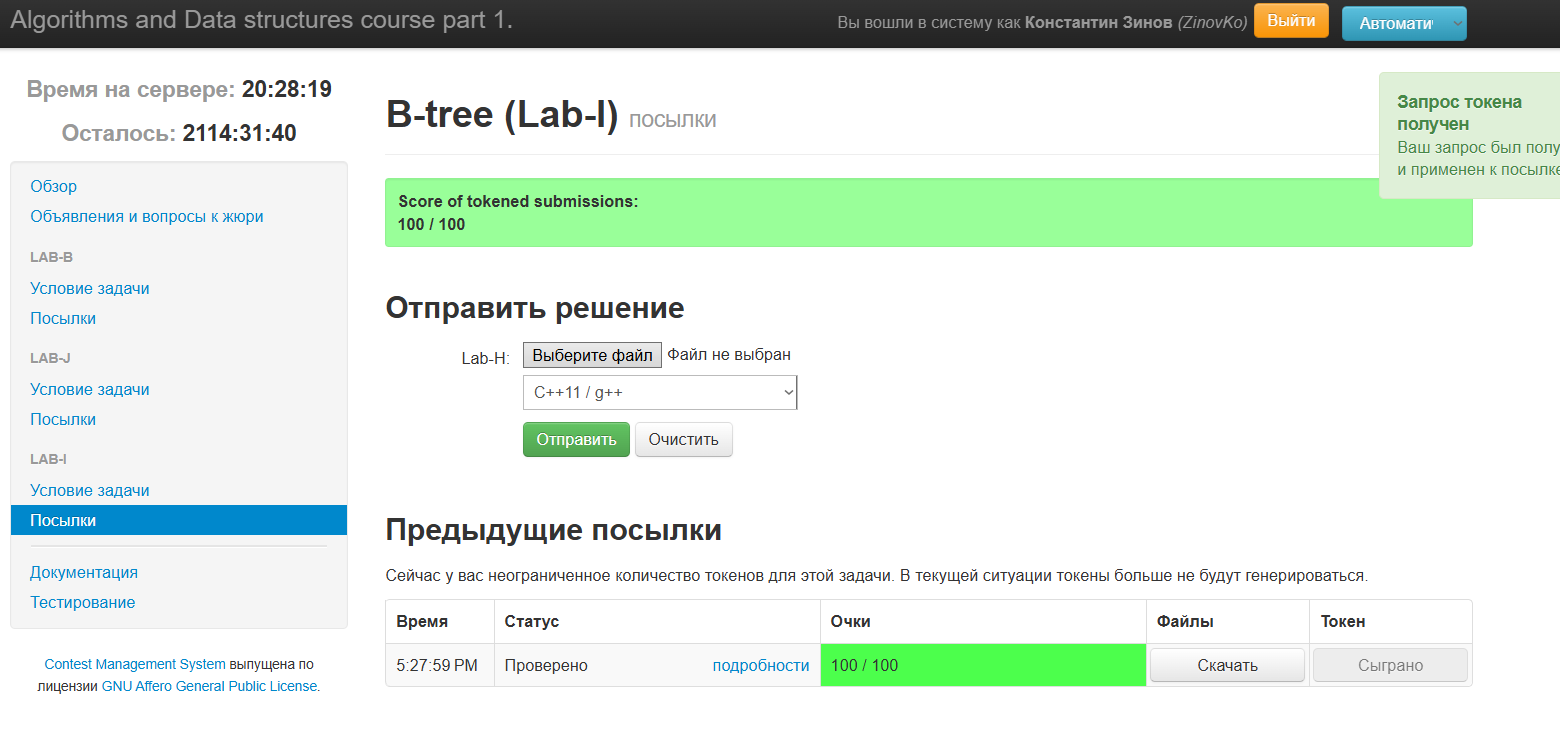 Algorithms and Data structures course part 1.
Вы вошли в систему как Константин Зинов (ZinovKo)
Выйти
Автомати
Время на сервере: 20:28:19
Осталось: 2114:31:40
Обзор
Объявления и вопросы к жюри
LAB-B
Условие задачи
Посылки
LAB-J
Условие задачи
Посылки
LAB-I
Условие задачи
Посылки
Документация
Тестирование
Contest Management System выпущена по
лицензии GNU Affero General Public License.
B-tree (Lab-I) посылки
Запрос токена
получен
Ваш запрос был полу
и применен к посылке
Score of tokened submissions:
100 / 100
Отправить решение
Lab-H: Выберите файл Файл не выбран
C++11 / g++
Отправить Очистить
Предыдущие посылки
Сейчас у вас неограниченное количество токенов для этой задачи. В текущей ситуации токены больше не будут генерироваться.
Время Статус Очки Файлы Токен
5:27:59 PM Проверено подробности 100 / 100 Скачать Сыграно